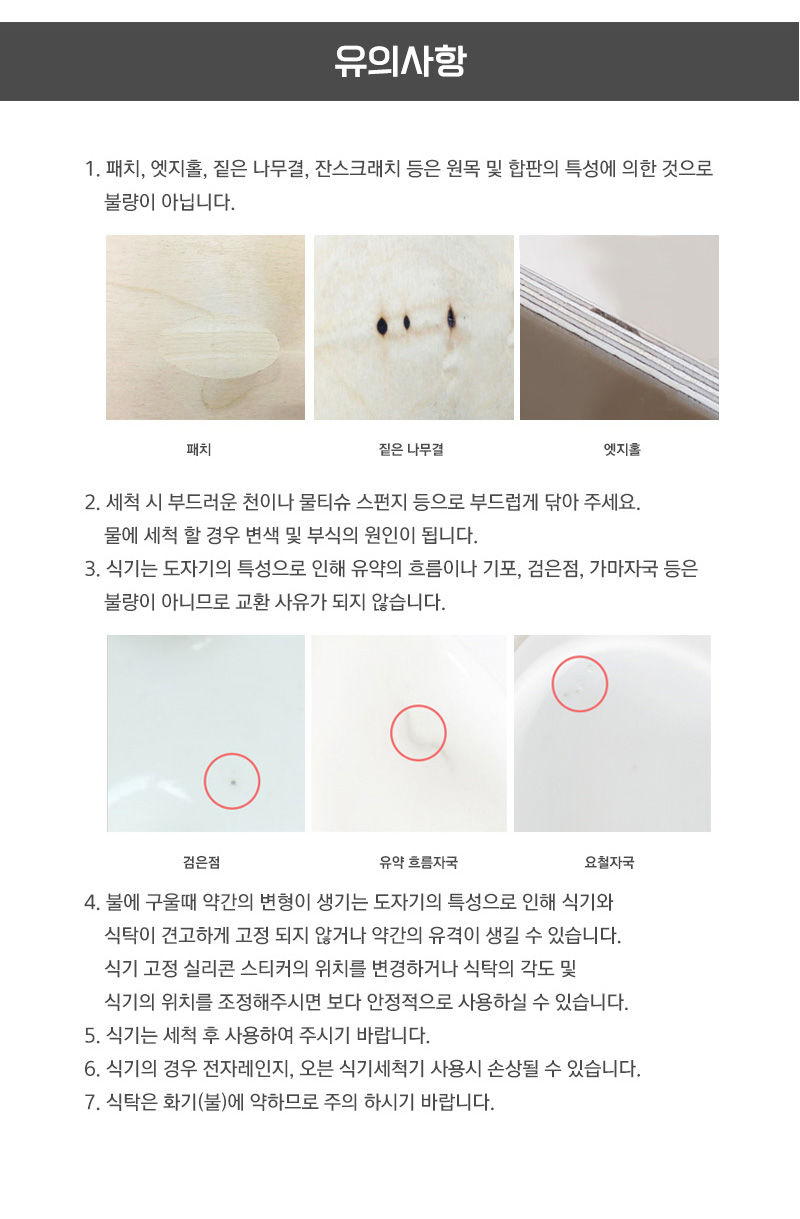 유의사항
1. 패치, 엣지홀, 짙은 나무결, 잔스크래치 등은 원목 및 합판의 특성에 의한 것으로
불량이 아닙니다.
패치
짙은 나무결
엣지홀
2. 세척 시 부드러운 천이나 물티슈 스펀지 등으로 부드럽게 닦아 주세요.
물에 세척 할 경우 변색 및 부식의 원인이 됩니다.
3. 식기는 도자기의 특성으로 인해 유약의 흐름이나 기포, 검은점, 가마자국 등은
불량이 아니므로 교환 사유가 되지 않습니다.
검은점
유약 흐름자국
요철자국
4. 불에 구울때 약간의 변형이 생기는 도자기의 특성으로 인해 식기와
식탁이 견고하게 고정 되지 않거나 약간의 유격이 생길 수 있습니다.
식기 고정 실리콘 스티커의 위치를 변경하거나 식탁의 각도 및
식기의 위치를 조정해주시면 보다 안정적으로 사용하실 수 있습니다.
5. 식기는 세척 후 사용하여 주시기 바랍니다.
6. 식기의 경우 전자레인지, 오븐 식기세척기 사용시 손상될 수 있습니다.
7. 식탁은 화기(불)에 약하므로 주의 하시기 바랍니다.